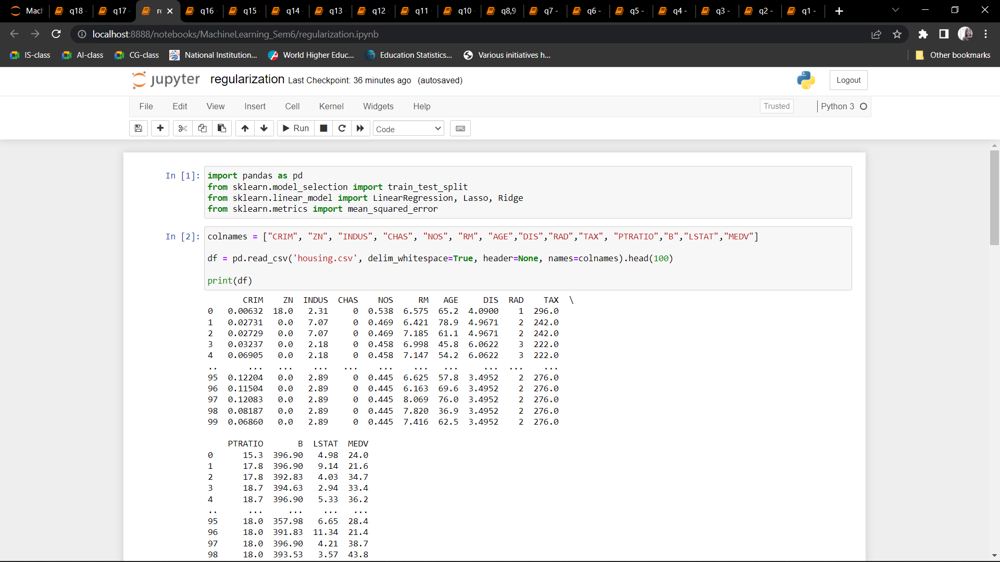 Macl q18 - q17 - re q16 - q15 - q14 - q13 - q12 - q11 - q10 - q8,9 q7 - q6 - q5 - q4 - q3 - q2 - q1 -
localhost:8888/notebooks/MachineLearning_Sem6/regularization.ipynb
IS-class AI-class CG-class National Institution... World Higher Educ... Education Statistics... Various initiatives h... Other bookmarks
jupyter regularization Last Checkpoint: 36 minutes ago (autosaved) Logout
File Edit View Insert Cell Kernel Widgets Help Trusted Python 3
Run Code
In [1]: import pandas as pd
from sklearn.model_selection import train_test_split
from sklearn.linear_model import LinearRegression, Lasso, Ridge
from sklearn.metrics import mean_squared_error
In [2]: colnames = ["CRIM", "ZN", "INDUS", "CHAS", "NOS", "RM", "AGE","DIS","RAD","TAX", "PTRATIO","B","LSTAT","MEDV"]
df = pd.read_csv('housing.csv', delim_whitespace=True, header=None, names=colnames).head(100)
print(df)
CRIM ZN INDUS CHAS NOS RM AGE DIS RAD TAX \
0 0.00632 18.0 2.31 0 0.538 6.575 65.2 4.0900 1 296.0
1 0.02731 0.0 7.07 0 0.469 6.421 78.9 4.9671 2 242.0
2 0.02729 0.0 7.07 0 0.469 7.185 61.1 4.9671 2 242.0
3 0.03237 0.0 2.18 0 0.458 6.998 45.8 6.0622 3 222.0
4 0.06905 0.0 2.18 0 0.458 7.147 54.2 6.0622 3 222.0
.. ... ... ... ... ... ... ... ... ... ...
95 0.12204 0.0 2.89 0 0.445 6.625 57.8 3.4952 2 276.0
96 0.11504 0.0 2.89 0 0.445 6.163 69.6 3.4952 2 276.0
97 0.12083 0.0 2.89 0 0.445 8.069 76.0 3.4952 2 276.0
98 0.08187 0.0 2.89 0 0.445 7.820 36.9 3.4952 2 276.0
99 0.06860 0.0 2.89 0 0.445 7.416 62.5 3.4952 2 276.0
PTRATIO B LSTAT MEDV
0 15.3 396.90 4.98 24.0
1 17.8 396.90 9.14 21.6
2 17.8 392.83 4.03 34.7
3 18.7 394.63 2.94 33.4
4 18.7 396.90 5.33 36.2
.. ... ... ... ...
95 18.0 357.98 6.65 28.4
96 18.0 391.83 11.34 21.4
97 18.0 396.90 4.21 38.7
98 18.0 393.53 3.57 43.8